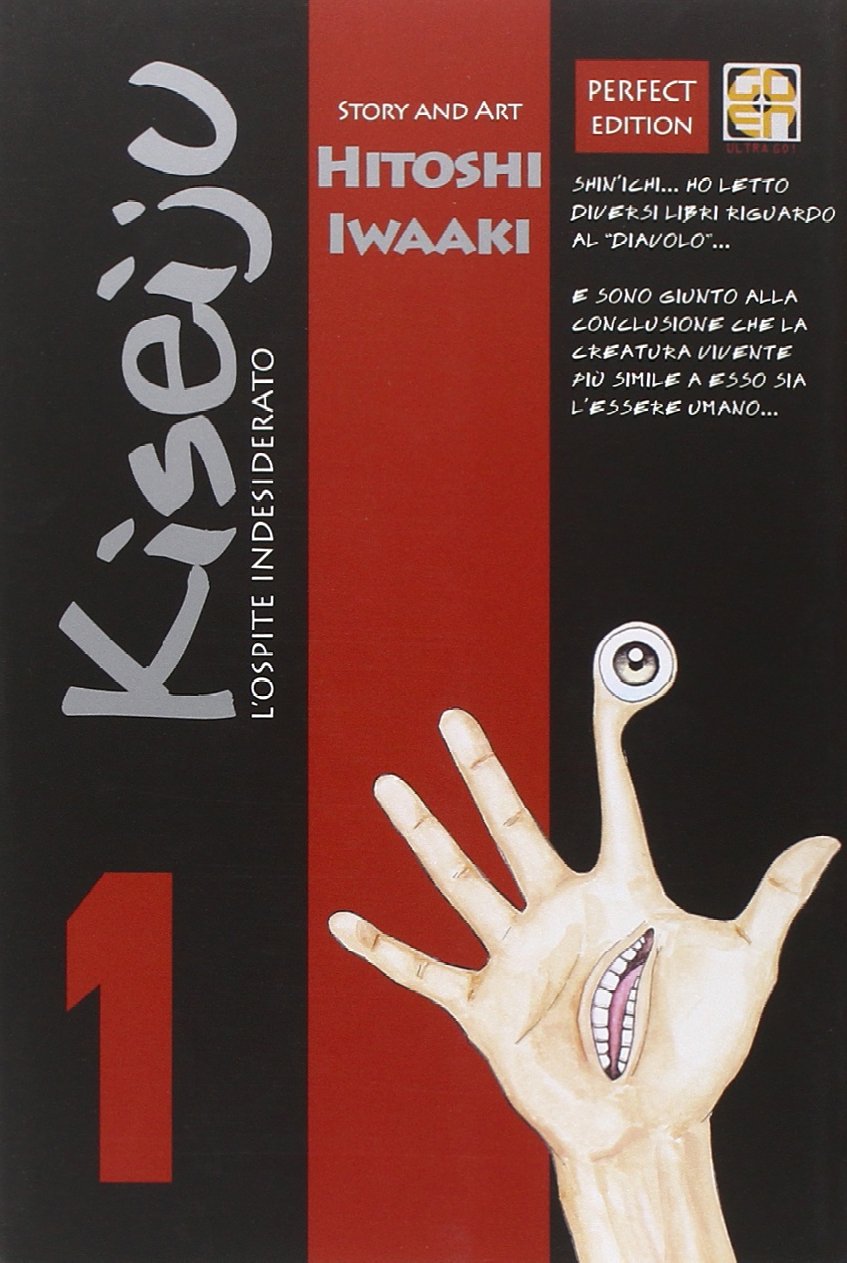 Kiseiju
L'OSPITE INDESIDERATO
1
STORY AND ART
HITOSHI
IWAAKI
PERFECT
EDITION
GOEN
ULTRA GO!
SHIN'ICHI... HO LETTO
DIVERSI LIBRI RIGUARDO
AL "DIAVOLO"...
E SONO GIUNTO ALLA
CONCLUSIONE CHE LA
CREATURA VIVENTE
PIÙ SIMILE A ESSO SIA
L'ESSERE UMANO...